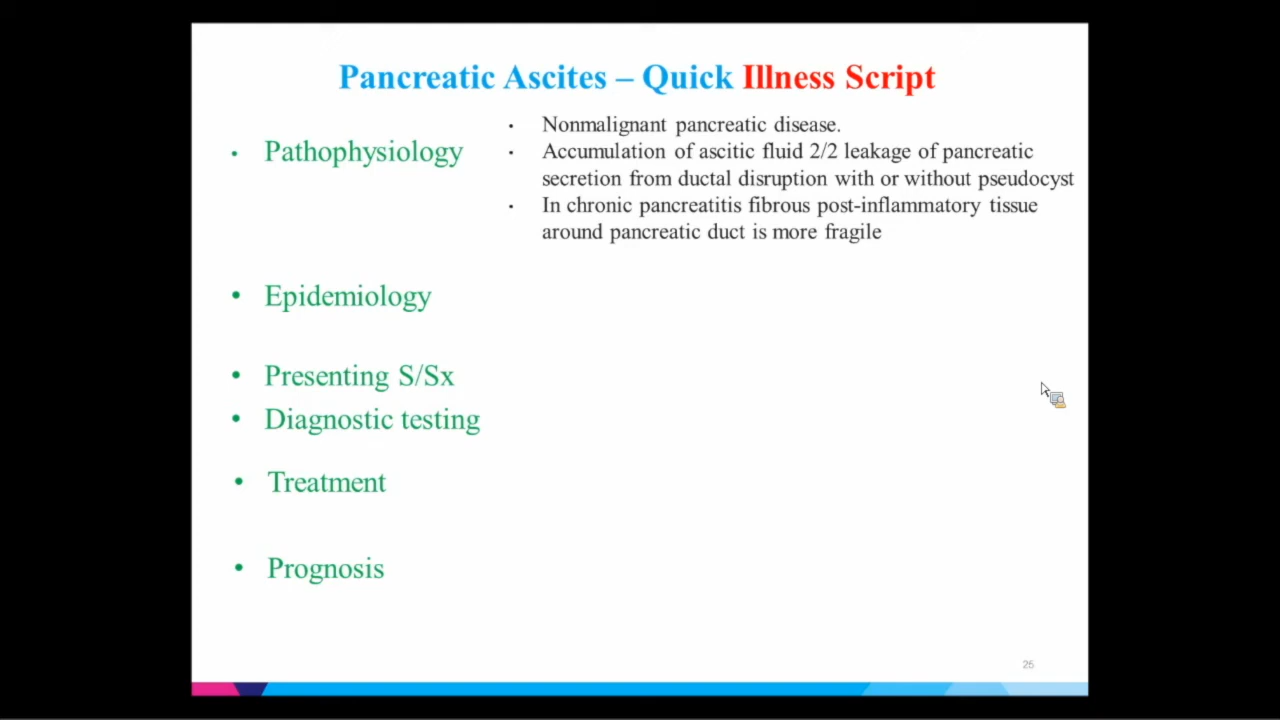 Pancreatic Ascites – Quick Illness Script
• Pathophysiology
• Nonmalignant pancreatic disease.
• Accumulation of ascitic fluid 2/2 leakage of pancreatic
secretion from ductal disruption with or without pseudocyst
• In chronic pancreatitis fibrous post-inflammatory tissue
around pancreatic duct is more fragile
• Epidemiology
• Presenting S/Sx
• Diagnostic testing
• Treatment
• Prognosis
26